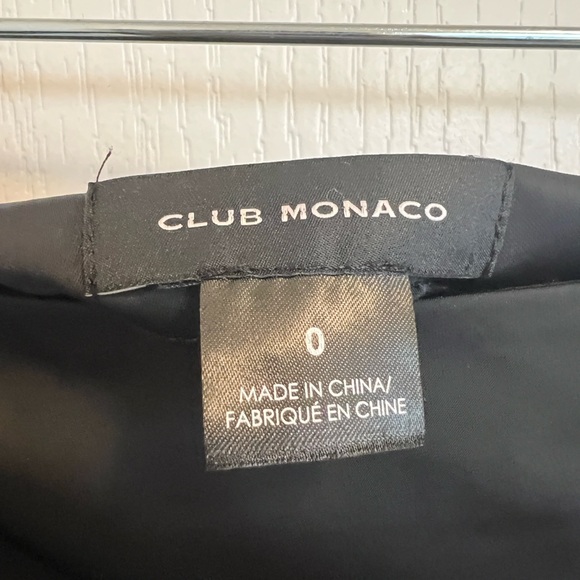 CLUB MONACO
0
MADE IN CHINA/
FABRIQUÉ EN CHINE